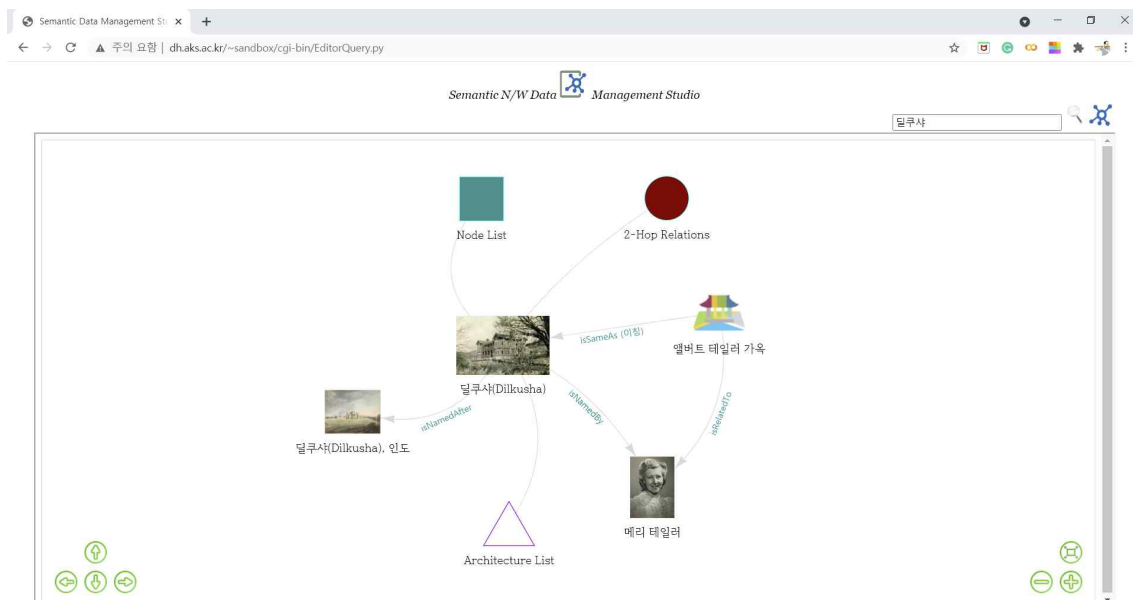 Semantic Data Management St
주의 요함 | dh.aks.ac.kr/~sandbox/cgi-bin/EditorQuery.py
Semantic N/W Data Management Studio
딜쿠샤
Node List
2-Hop Relations
isSameAs (이칭)
앨버트 테일러 가옥
딜쿠샤(Dilkusha)
isNamedAfter
isNamedBy
isRelatedTo
딜쿠샤(Dilkusha), 인도
메리 테일러
Architecture List